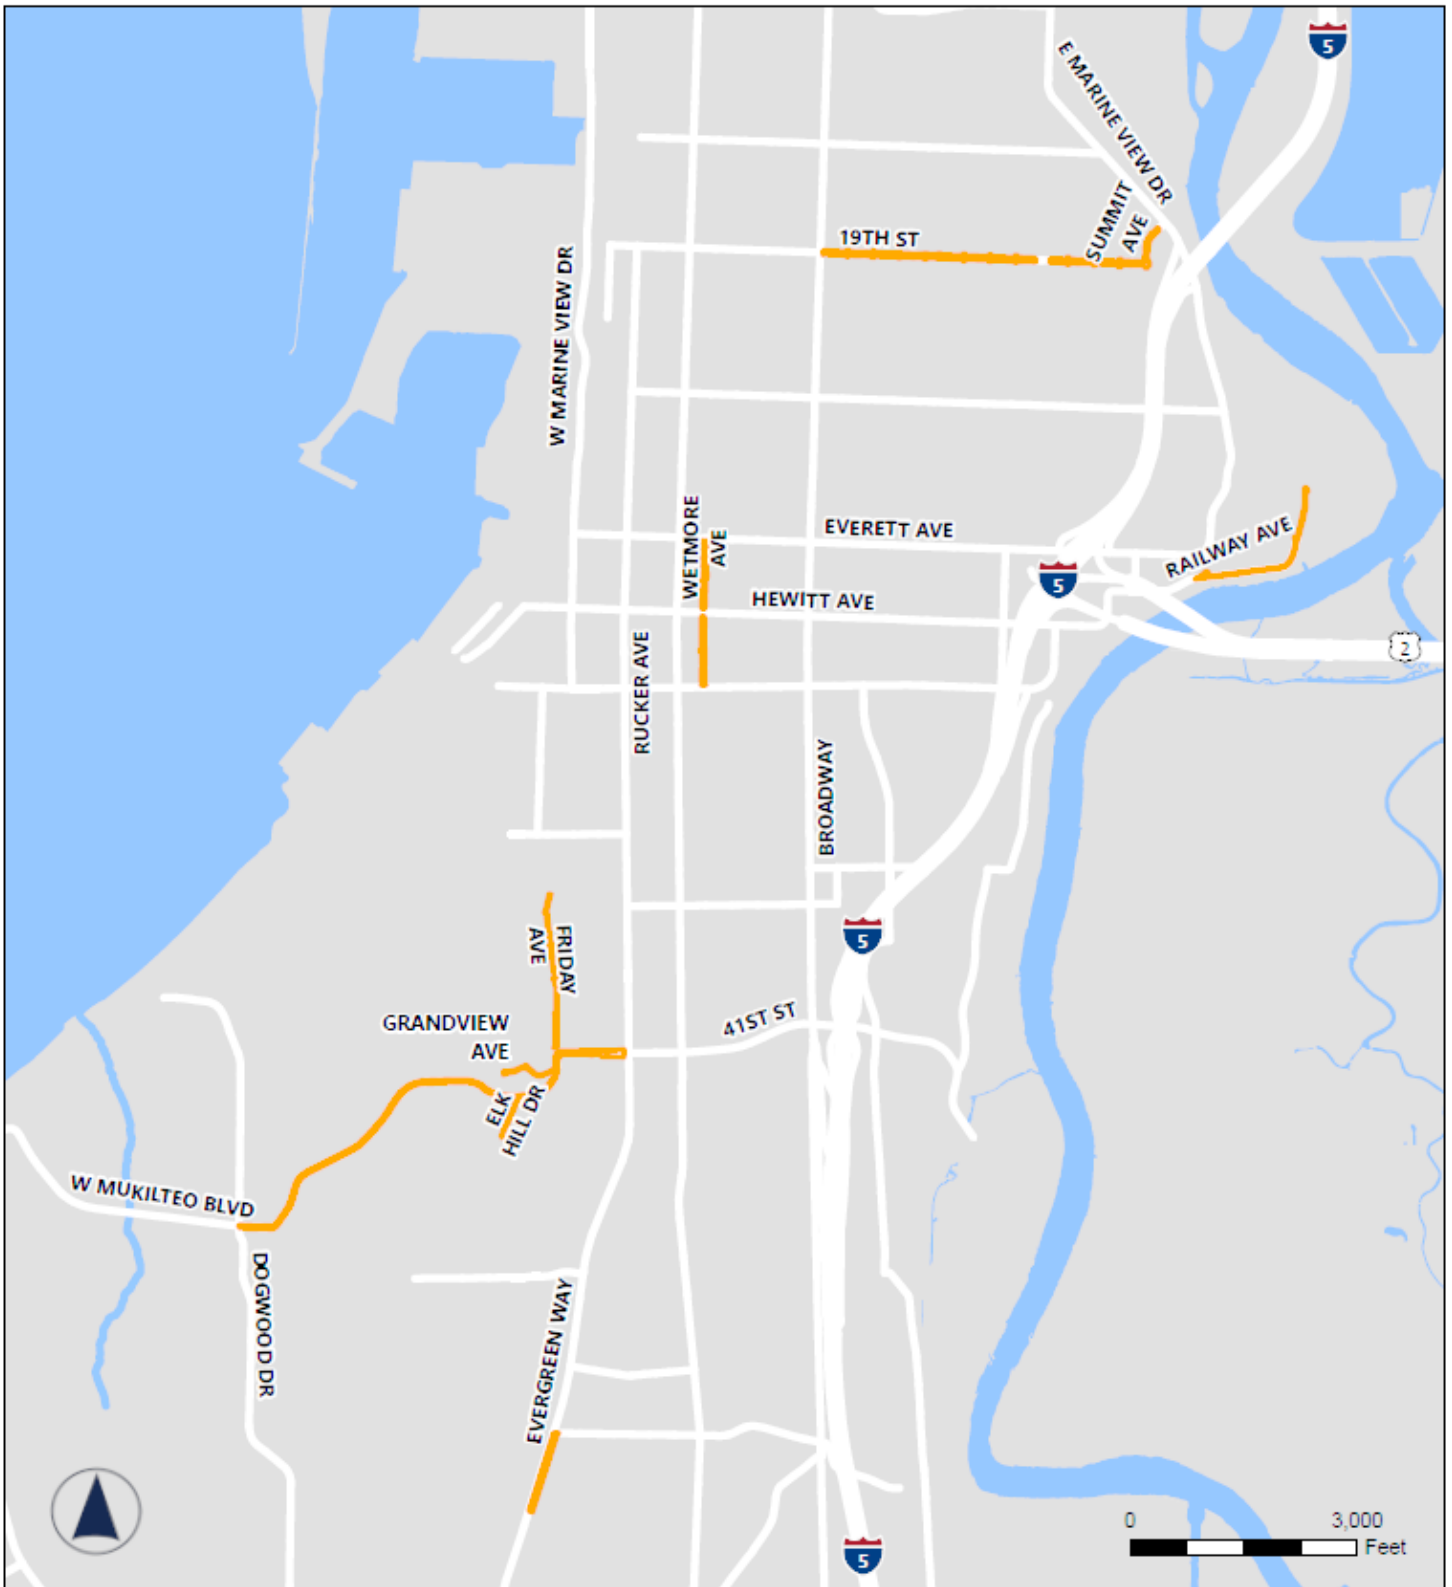 5
E MARINE VIEW DR
SUMMIT
AVE
19TH ST
W MARINE VIEW DR
WETMORE
AVE
EVERETT AVE
RAILWAY AVE
5
HEWITT AVE
2
RUCKER AVE
BROADWAY
5
FRIDAY
AVE
GRANDVIEW
AVE
41ST ST
ELK
HILL DR
W MUKILTEO BLVD
DOGWOOD DR
EVERGREEN WAY
0 3,000
Feet
5